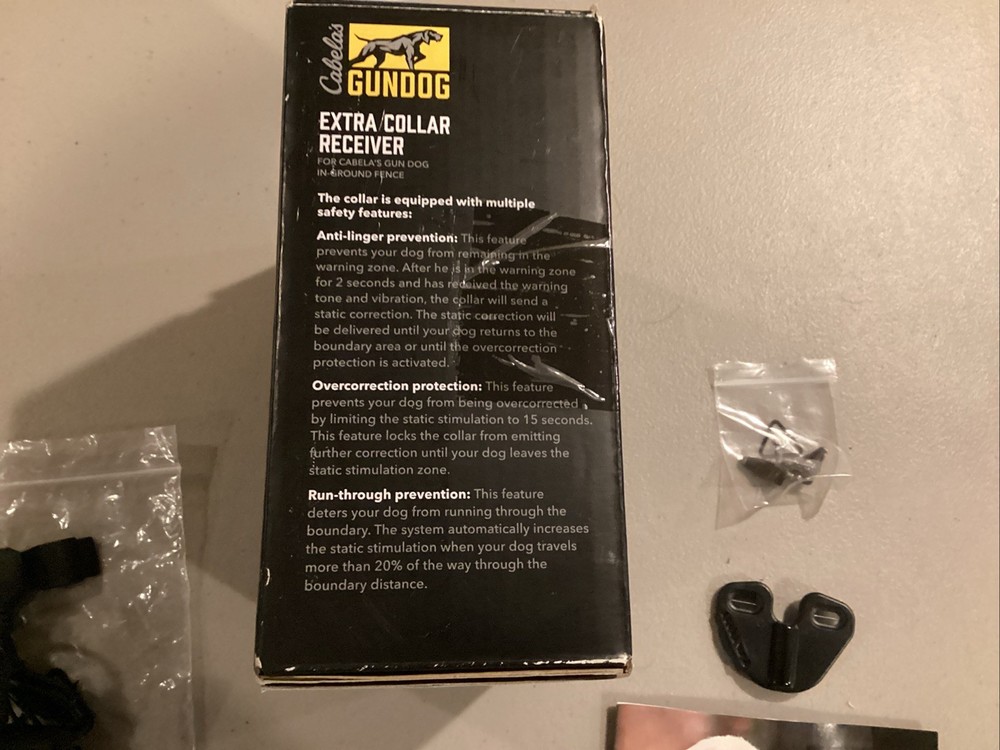 Cabela's
GUNDOG
EXTRA COLLAR
RECEIVER
FOR CABELA'S GUN DOG
IN-GROUND FENCE
The collar is equipped with multiple
safety features:
Anti-linger prevention: This feature
prevents your dog from remaining in the
warning zone. After he is in the warning zone
for 2 seconds and has received the warning
tone and vibration, the collar will send a
static correction. The static correction will
be delivered until your dog returns to the
boundary area or until the overcorrection
protection is activated.
Overcorrection protection: This feature
prevents your dog from being overcorrected
by limiting the static stimulation to 15 seconds.
This feature locks the collar from emitting
further correction until your dog leaves the
static stimulation zone.
Run-through prevention: This feature
deters your dog from running through the
boundary. The system automatically increases
the static stimulation when your dog travels
more than 20% of the way through the
boundary distance.